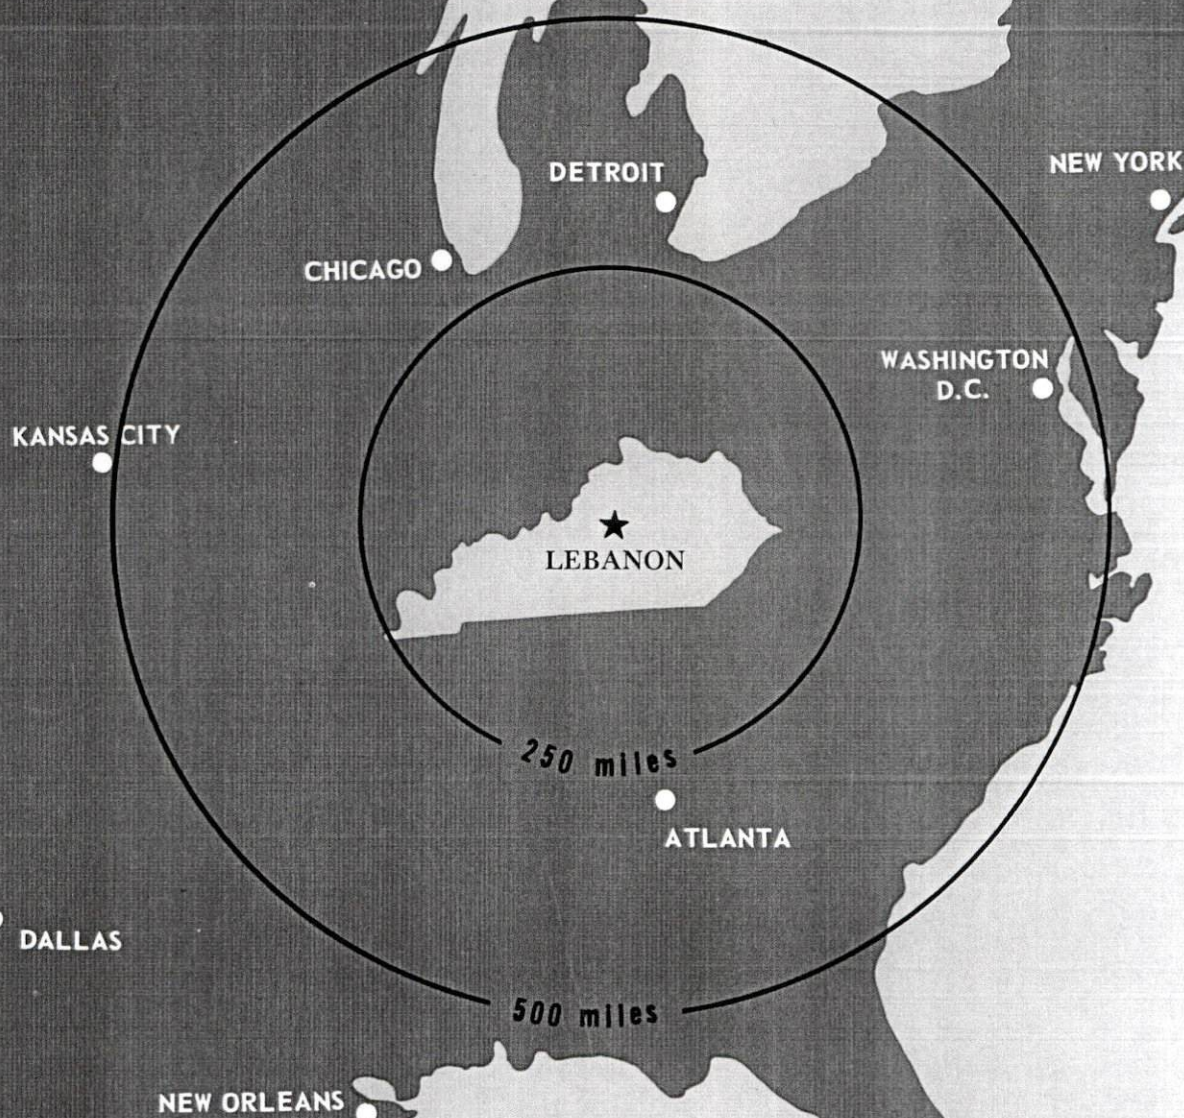 NEW YORK
DETROIT
CHICAGO
WASHINGTON
D.C.
KANSAS CITY
LEBANON
250 miles
ATLANTA
DALLAS
500 miles
NEW ORLEANS